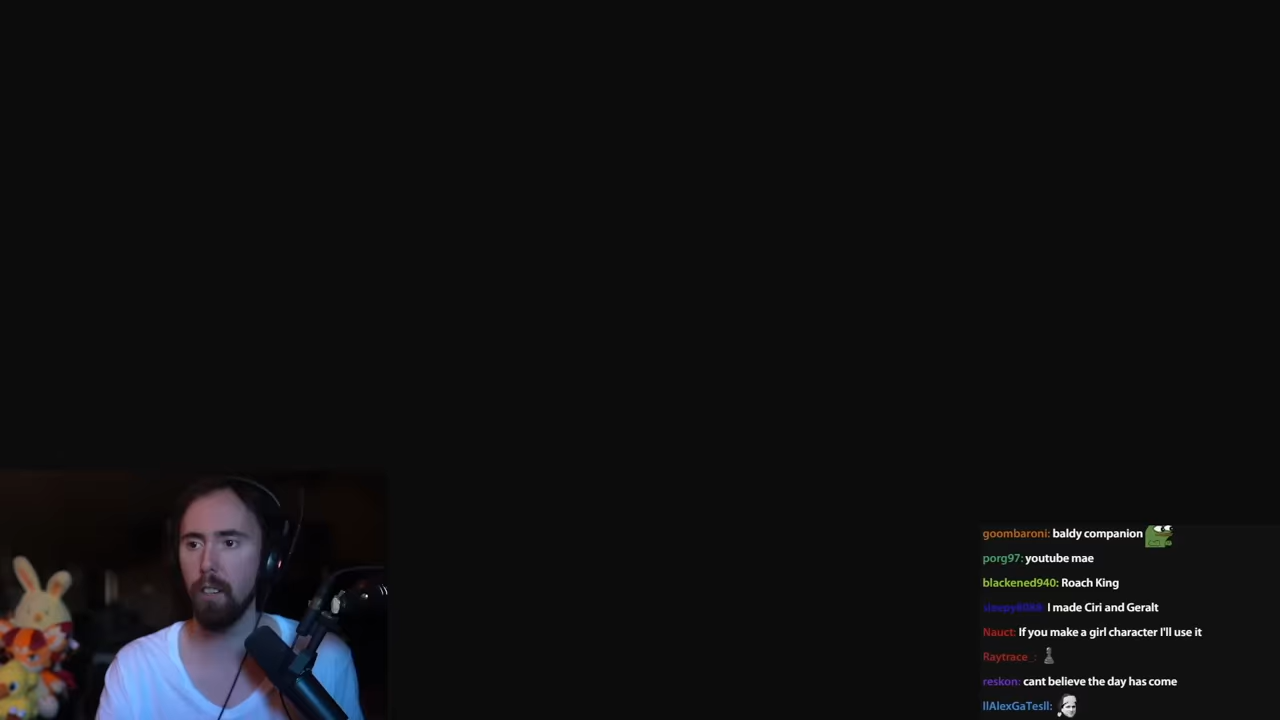 goombaroni: baldy companion
porg97: youtube mae
blackened940: Roach King
I made Ciri and Geralt
Nauct: If you make a girl character I'll use it
Raytrace :
reskon: cant believe the day has come
llAlexGaTesll: